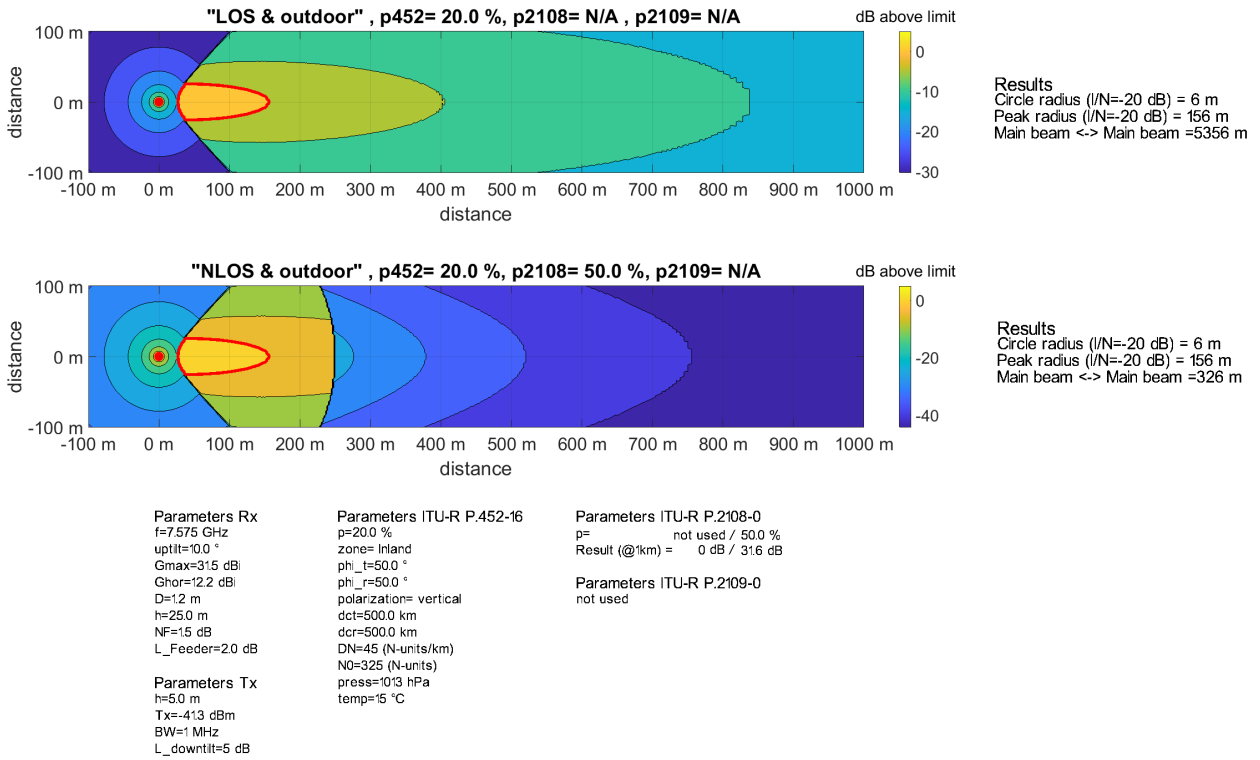 "LOS & outdoor" , p452= 20.0 %, p2108= N/A , p2109= N/A
dB above limit
100 m
0 m
-100 m
distance
-100 m 0 m 100 m 200 m 300 m 400 m 500 m 600 m 700 m 800 m 900 m 1000 m
distance
0
-10
-20
-30
Results
Circle radius (I/N=-20 dB) = 6 m
Peak radius (I/N=-20 dB) = 156 m
Main beam <-> Main beam =5356 m
"NLOS & outdoor" , p452= 20.0 %, p2108= 50.0 %, p2109= N/A
dB above limit
100 m
0 m
-100 m
distance
-100 m 0 m 100 m 200 m 300 m 400 m 500 m 600 m 700 m 800 m 900 m 1000 m
distance
0
-20
-40
Results
Circle radius (I/N=-20 dB) = 6 m
Peak radius (I/N=-20 dB) = 156 m
Main beam <-> Main beam =326 m
Parameters Rx
f=7.575 GHz
uptilt=10.0 °
Gmax=31.5 dBi
Ghor=12.2 dBi
D=1.2 m
h=25.0 m
NF=1.5 dB
L_Feeder=2.0 dB
Parameters Tx
h=5.0 m
Tx=-41.3 dBm
BW=1 MHz
L_downtilt=5 dB
Parameters ITU-R P.452-16
p=20.0 %
zone= Inland
phi_t=50.0 °
phi_r=50.0 °
polarization= vertical
dct=500.0 km
dcr=500.0 km
DN=45 (N-units/km)
N0=325 (N-units)
press=1013 hPa
temp=15 °C
Parameters ITU-R P.2108-0
p= not used / 50.0 %
Result (@1km) = 0 dB / 31.6 dB
Parameters ITU-R P.2109-0
not used